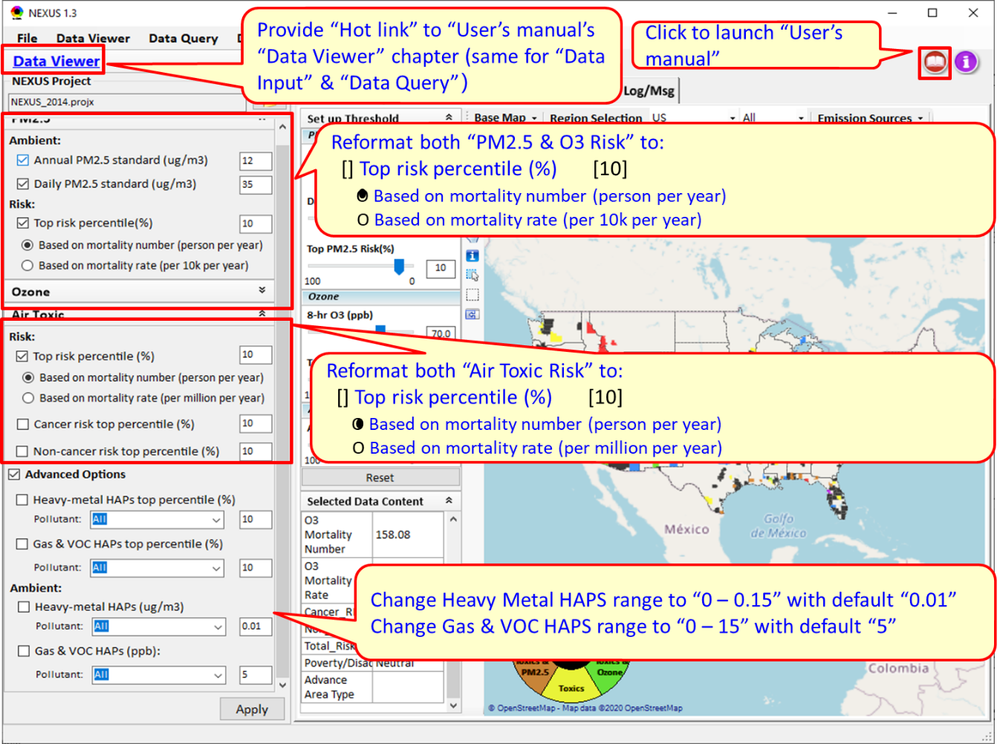 NEXUS 1.3
File Data Viewer Data Query
Provide “Hot link” to “User’s manual’s
“Data Viewer” chapter (same for “Data
Input” & “Data Query”)
Click to launch “User’s
manual”
Data Viewer
NEXUS Project
NEXUS_2014.projx
Log/Msg
PM2.5
Ambient:
Annual PM2.5 standard (ug/m3) 12
Daily PM2.5 standard (ug/m3) 35
Risk:
Top risk percentile(%) 10
Based on mortality number (person per year)
Based on mortality rate (per 10k per year)
Ozone
Air Toxic
Risk:
Top risk percentile (%) 10
Based on mortality number (person per year)
Based on mortality rate (per million per year)
Cancer risk top percentile (%) 10
Non-cancer risk top percentile (%) 10
Advanced Options
Heavy-metal HAPs top percentile (%)
Pollutant: All 10
Gas & VOC HAPs top percentile (%)
Pollutant: All 10
Ambient:
Heavy-metal HAPs (ug/m3)
Pollutant: All 0.01
Gas & VOC HAPs (ppb):
Pollutant: All 5
Apply
Set up Threshold
Base Map Region Selection US All Emission Sources
Reformat both “PM2.5 & O3 Risk” to:
[] Top risk percentile (%) [10]
Based on mortality number (person per year)
O Based on mortality rate (per 10k per year)
Top PM2.5 Risk(%)
10
100 0
Ozone
8-hr O3 (ppb)
70.0
Reformat both “Air Toxic Risk” to:
[] Top risk percentile (%) [10]
Based on mortality number (person per year)
O Based on mortality rate (per million per year)
100
Reset
Selected Data Content
O3
Mortality
Number
158.08
O3
Mortality
Rate
Cancer_R
Total_Risk
Poverty/Disad Neutral
Advance
Area Type
Change Heavy Metal HAPS range to “0 – 0.15” with default “0.01”
Change Gas & VOC HAPS range to “0 – 15” with default “5”
México
Golfo
de México
Colombia
Toxics &
PM2.5
Toxics
Toxics &
Ozone
© OpenStreetMap - Map data ©2020 OpenStreetMap